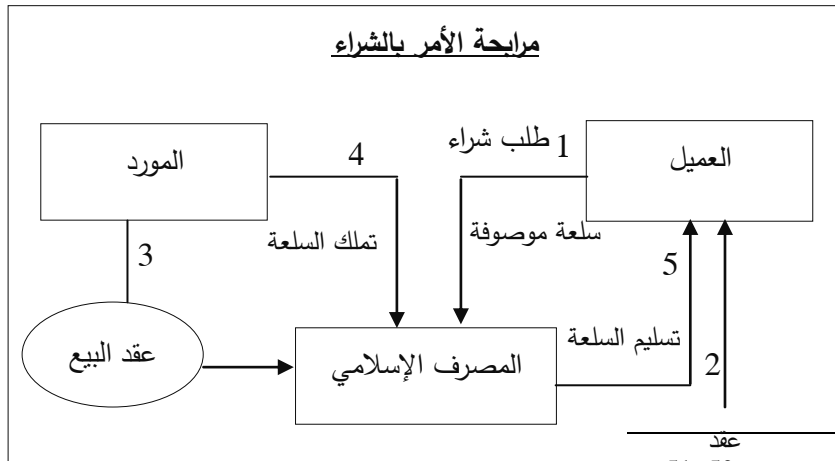 مرابحة الأمر بالشراء
العميل
1
طلب شراء
سلعة موصوفة
4
تملك السلعة
المورد
3
عقد البيع
المصرف الإسلامي
5
تسليم السلعة
2
عقد